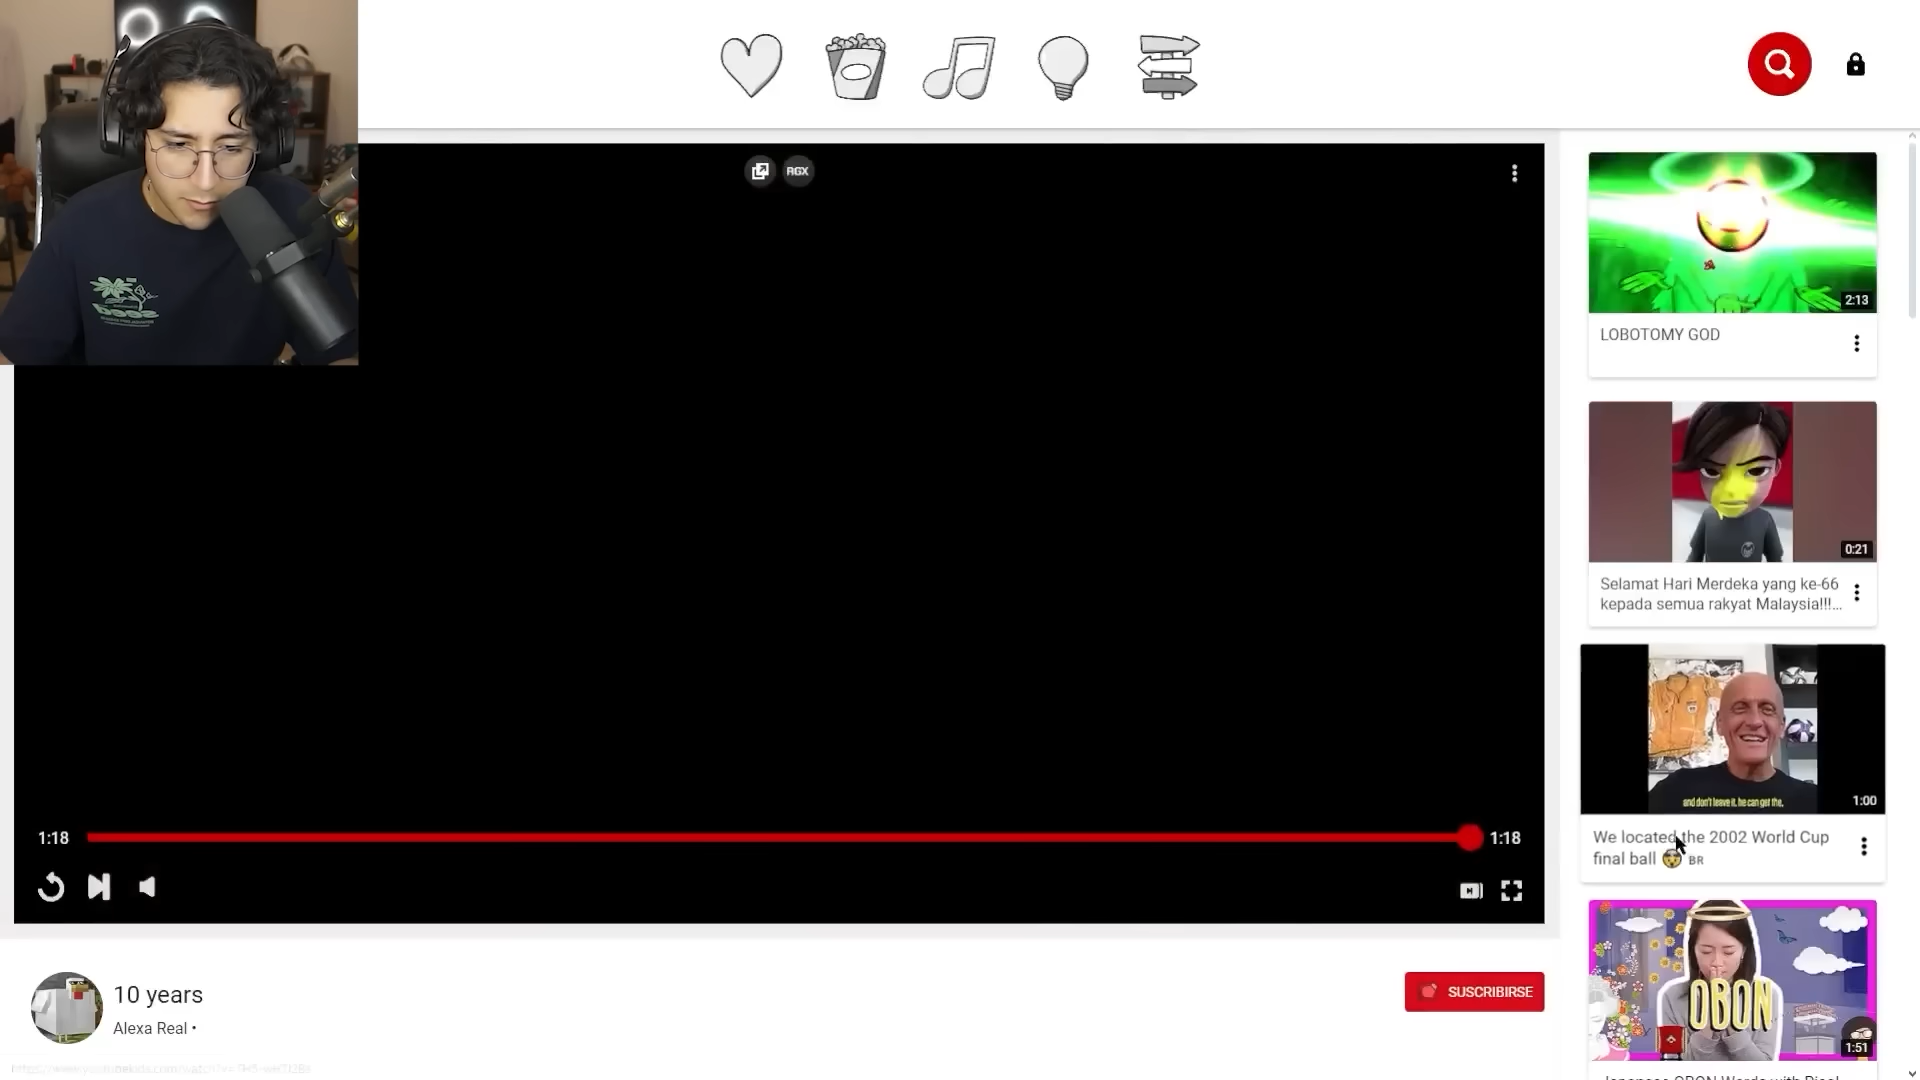 RGX
2:13
LOBOTOMY GOD
0:21
Selamat Hari Merdeka yang ke-66
kepada semua rakyat Malaysia!!!...
and don't leave it, he can get the,
1:00
We located the 2002 World Cup
final ball 🤯 BR
OBON
1:51
1:18
1:18
10 years
Alexa Real •
SUSCRIBIRSE